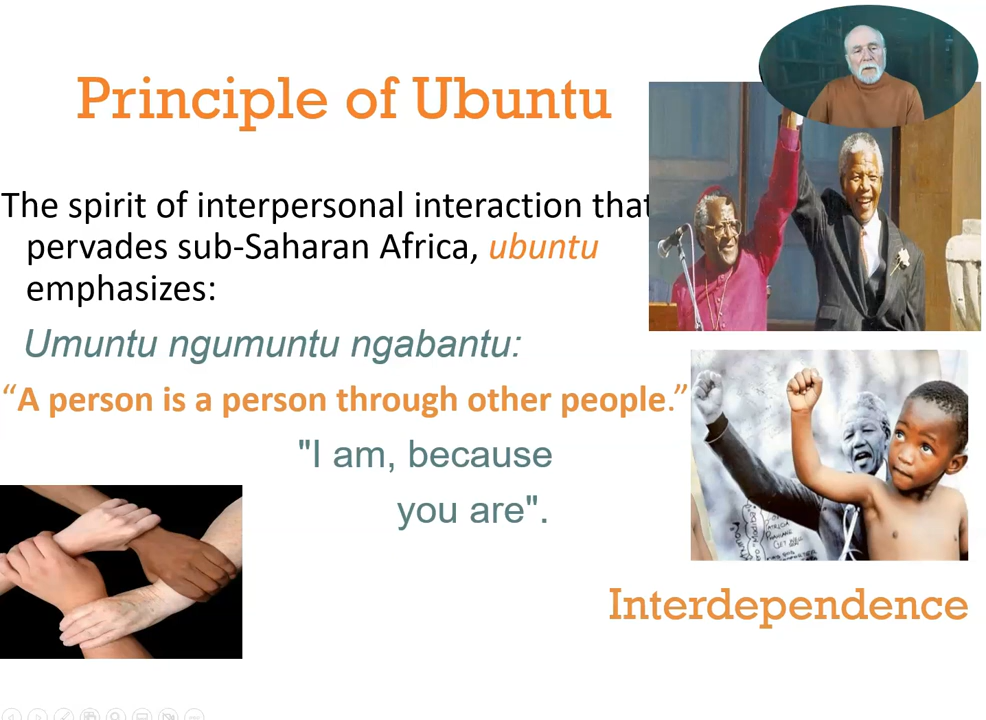 Principle of Ubuntu
The spirit of interpersonal interaction that
pervades sub-Saharan Africa, ubuntu
emphasizes:
Umuntu ngumuntu ngabantu:
“A person is a person through other people.”
"I am, because
you are".
Interdependence